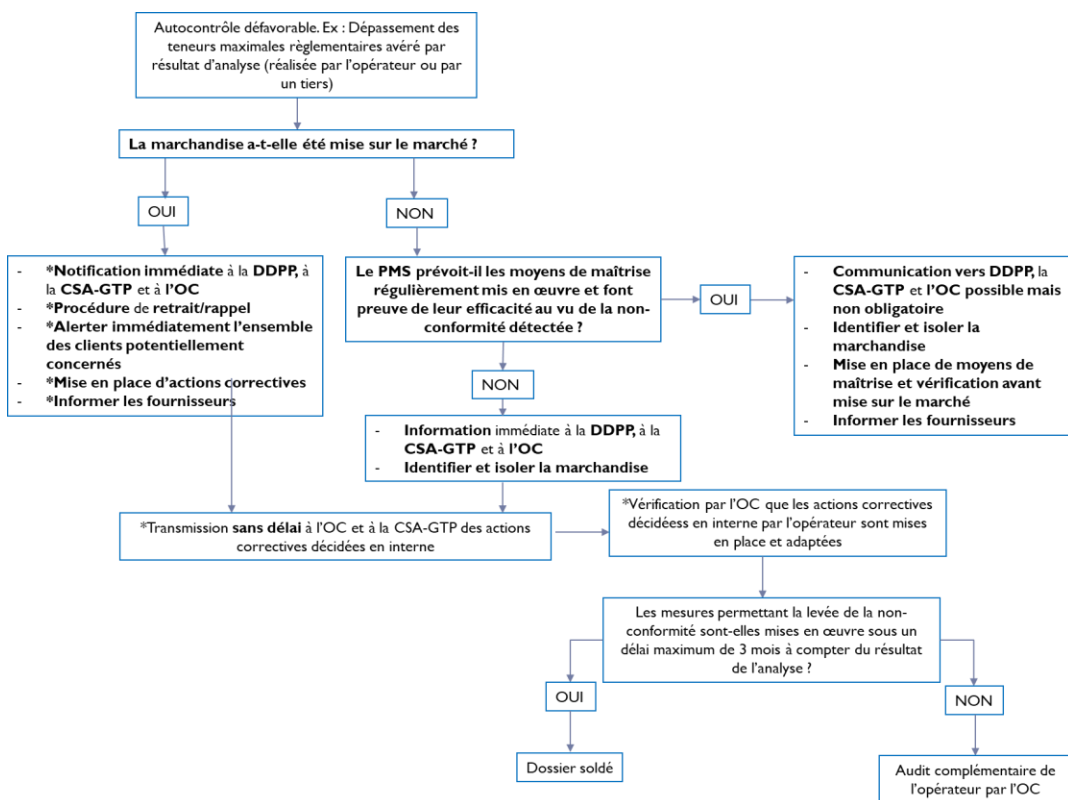 Autocontrôle défavorable. Ex : Dépassement des
teneurs maximales règlementaires avéré par
résultat d'analyse (réalisée par l'opérateur ou par
un tiers)
La marchandise a-t-elle été mise sur le marché ?
OUI
NON
- *Notification immédiate à la DDPP, à
la CSA-GTP et à l'OC
- *Procédure de retrait/rappel
- *Alerter immédiatement l'ensemble
des clients potentiellement
concernés
- *Mise en place d'actions correctives
- *Informer les fournisseurs
Le PMS prévoit-il les moyens de maîtrise
régulièrement mis en œuvre et font
preuve de leur efficacité au vu de la non-
conformité détectée ?
OUI
- Communication vers DDPP, la
CSA-GTP et l'OC possible mais
non obligatoire
- Identifier et isoler la
marchandise
- Mise en place de moyens de
maîtrise et vérification avant
mise sur le marché
- Informer les fournisseurs
NON
- Information immédiate à la DDPP, à la
CSA-GTP et à l'OC
- Identifier et isoler la marchandise
*Transmission sans délai à l'OC et à la CSA-GTP des actions
correctives décidées en interne
*Vérification par l'OC que les actions correctives
décidéess en interne par l'opérateur sont mises
en place et adaptées
Les mesures permettant la levée de la non-
conformité sont-elles mises en œuvre sous un
délai maximum de 3 mois à compter du résultat
de l'analyse ?
OUI
NON
Dossier soldé
Audit complémentaire de
l'opérateur par l'OC